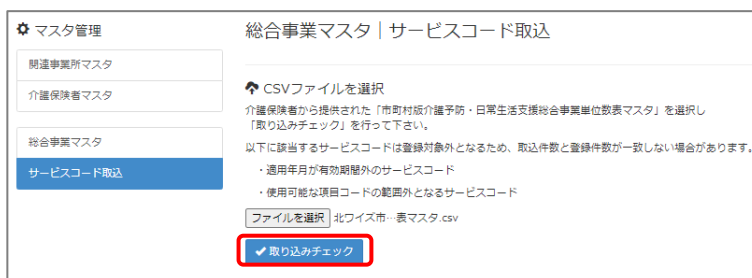 マスタ管理
関連事業所マスタ
介護保険者マスタ
総合事業マスタ
サービスコード取込
総合事業マスタ｜サービスコード取込
CSVファイルを選択
介護保険者から提供された「市町村版介護予防・日常生活支援総合事業単位数表マスタ」を選択し
「取り込みチェック」を行って下さい。
以下に該当するサービスコードは登録対象外となるため、取込件数と登録件数が一致しない場合があります。
・適用年月が有効期間外のサービスコード
・使用可能な項目コードの範囲外となるサービスコード
ファイルを選択 北ワイズ市…表マスタ.csv
取り込みチェック